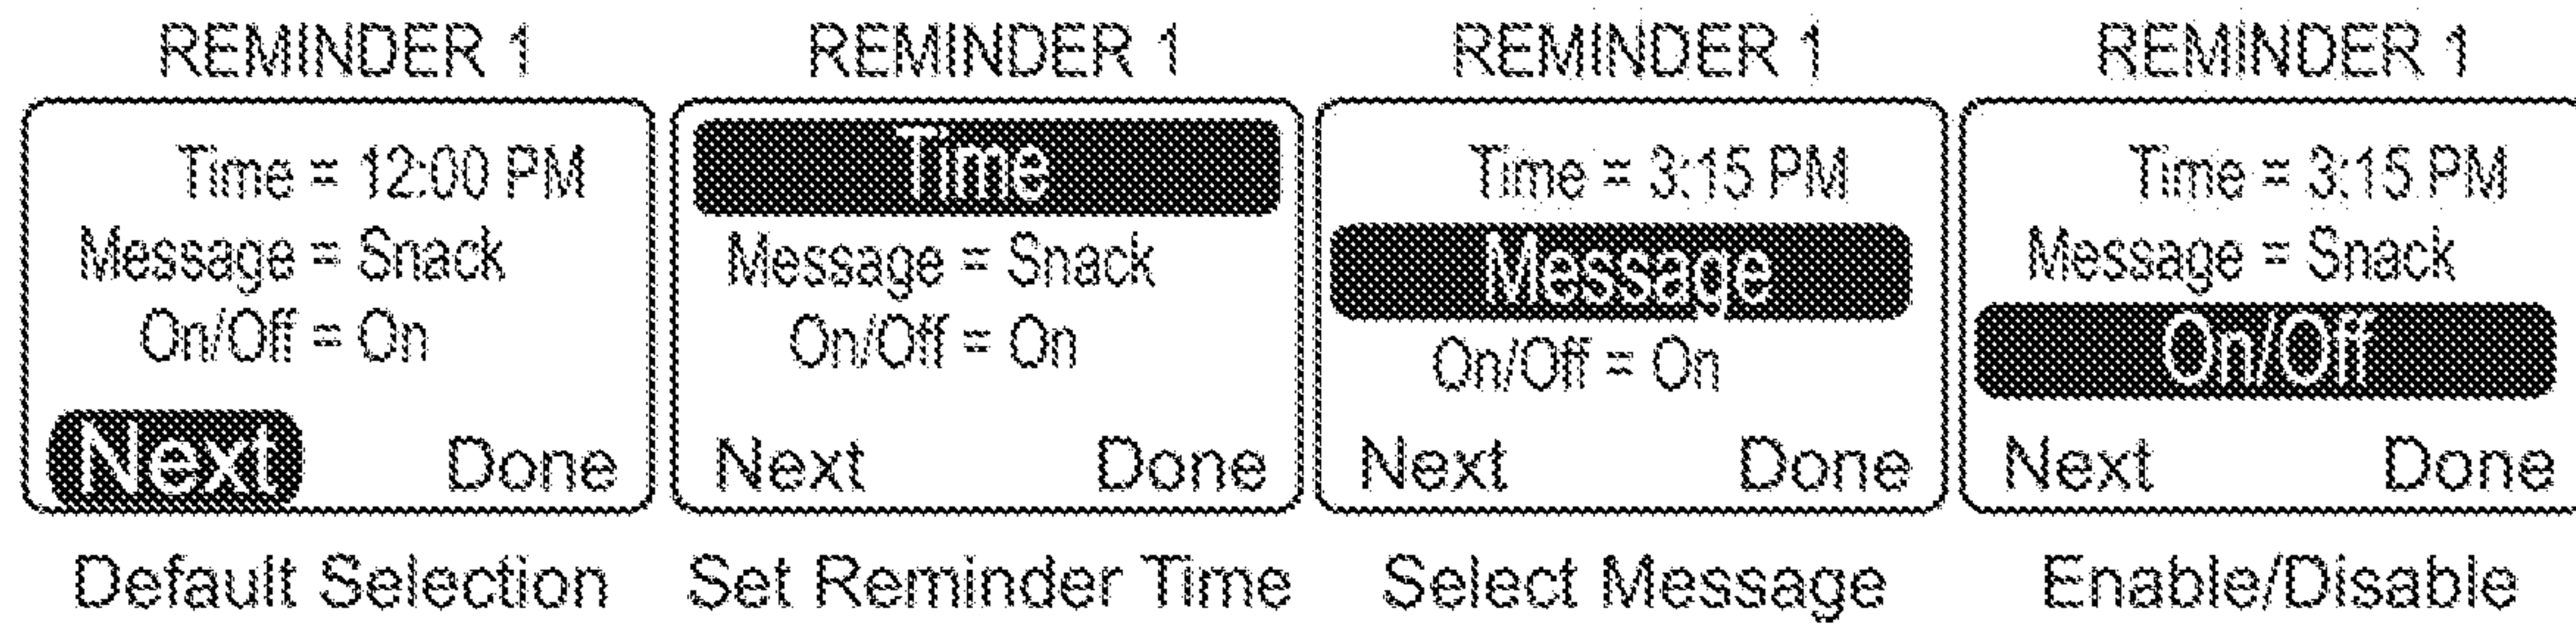 REMINDER 1
Time = 12:00 PM
Message = Snack
On/Off = On
Next Done
Default Selection
REMINDER 1
Time
Message = Snack
On/Off = On
Next Done
Set Reminder Time
REMINDER 1
Time = 3:15 PM
Message
On/Off = On
Next Done
Select Message
REMINDER 1
Time = 3:15 PM
Message = Snack
On/Off
Next Done
Enable/Disable